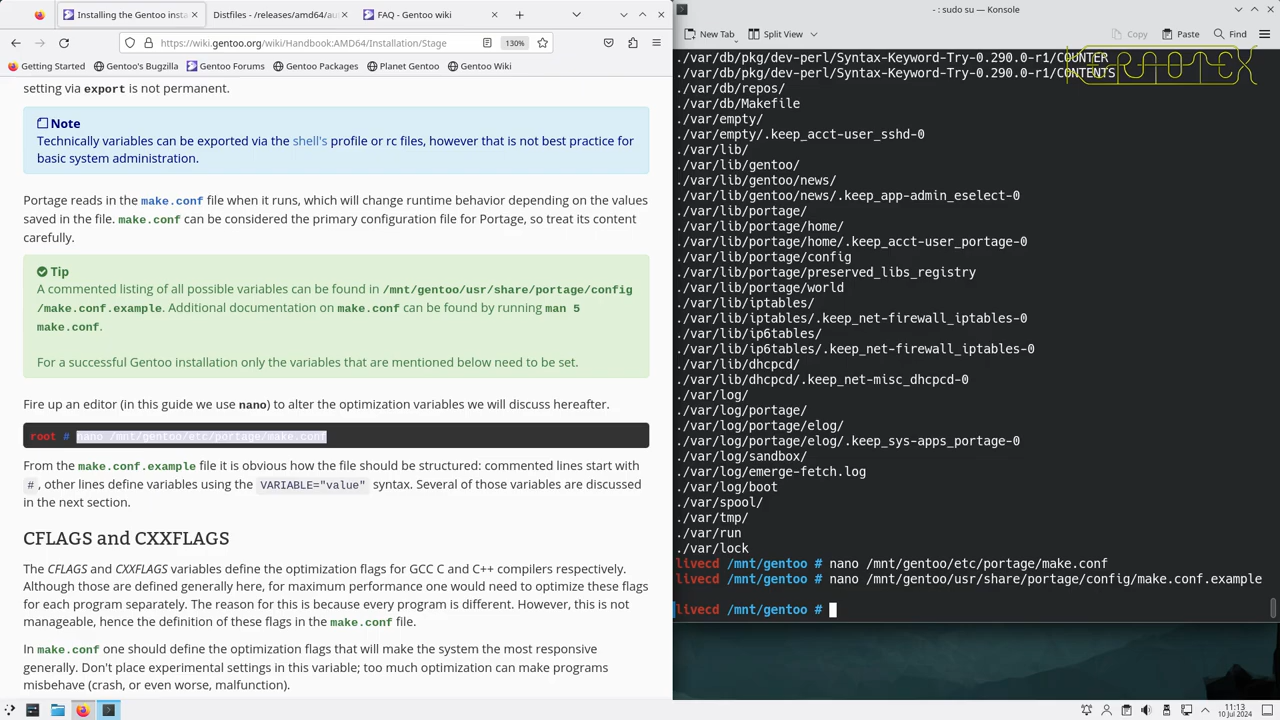 Installing the Gentoo insta
Distfiles - /releases/amd64/au
FAQ - Gentoo wiki
https://wiki.gentoo.org/wiki/Handbook:AMD64/Installation/Stage
130%
Getting Started
Gentoo's Bugzilla
Gentoo Forums
Gentoo Packages
Planet Gentoo
Gentoo Wiki
setting via export is not permanent.
Note
Technically variables can be exported via the shell's profile or rc files, however that is not best practice for
basic system administration.
Portage reads in the make.conf file when it runs, which will change runtime behavior depending on the values
saved in the file. make.conf can be considered the primary configuration file for Portage, so treat its content
carefully.
Tip
A commented listing of all possible variables can be found in /mnt/gentoo/usr/share/portage/config
/make.conf.example. Additional documentation on make.conf can be found by running man 5
make.conf.
For a successful Gentoo installation only the variables that are mentioned below need to be set.
Fire up an editor (in this guide we use nano) to alter the optimization variables we will discuss hereafter.
root # nano /mnt/gentoo/etc/portage/make.conf
From the make.conf.example file it is obvious how the file should be structured: commented lines start with
#, other lines define variables using the VARIABLE="value" syntax. Several of those variables are discussed
in the next section.
CFLAGS and CXXFLAGS
The CFLAGS and CXXFLAGS variables define the optimization flags for GCC C and C++ compilers respectively.
Although those are defined generally here, for maximum performance one would need to optimize these flags
for each program separately. The reason for this is because every program is different. However, this is not
manageable, hence the definition of these flags in the make.conf file.
In make.conf one should define the optimization flags that will make the system the most responsive
generally. Don't place experimental settings in this variable; too much optimization can make programs
misbehave (crash, or even worse, malfunction).
- : sudo su — Konsole
New Tab
Split View
Copy
Paste
Find
./var/db/pkg/dev-perl/Syntax-Keyword-Try-0.290.0-r1/COUNTER
./var/db/pkg/dev-perl/Syntax-Keyword-Try-0.290.0-r1/CONTENTS
./var/db/repos/
./var/db/Makefile
./var/empty/
./var/empty/.keep_acct-user_sshd-0
./var/lib/
./var/lib/gentoo/
./var/lib/gentoo/news/
./var/lib/gentoo/news/.keep_app-admin_eselect-0
./var/lib/portage/
./var/lib/portage/home/
./var/lib/portage/home/.keep_acct-user_portage-0
./var/lib/portage/config
./var/lib/portage/preserved_libs_registry
./var/lib/portage/world
./var/lib/iptables/
./var/lib/iptables/.keep_net-firewall_iptables-0
./var/lib/ip6tables/
./var/lib/ip6tables/.keep_net-firewall_iptables-0
./var/lib/dhcpcd/
./var/lib/dhcpcd/.keep_net-misc_dhcpcd-0
./var/log/
./var/log/portage/
./var/log/portage/elog/
./var/log/portage/elog/.keep_sys-apps_portage-0
./var/log/sandbox/
./var/log/emerge-fetch.log
./var/log/boot
./var/spool/
./var/tmp/
./var/run
./var/lock
livecd /mnt/gentoo # nano /mnt/gentoo/etc/portage/make.conf
livecd /mnt/gentoo # nano /mnt/gentoo/usr/share/portage/config/make.conf.example
livecd /mnt/gentoo #
11:13
10 Jul 2024